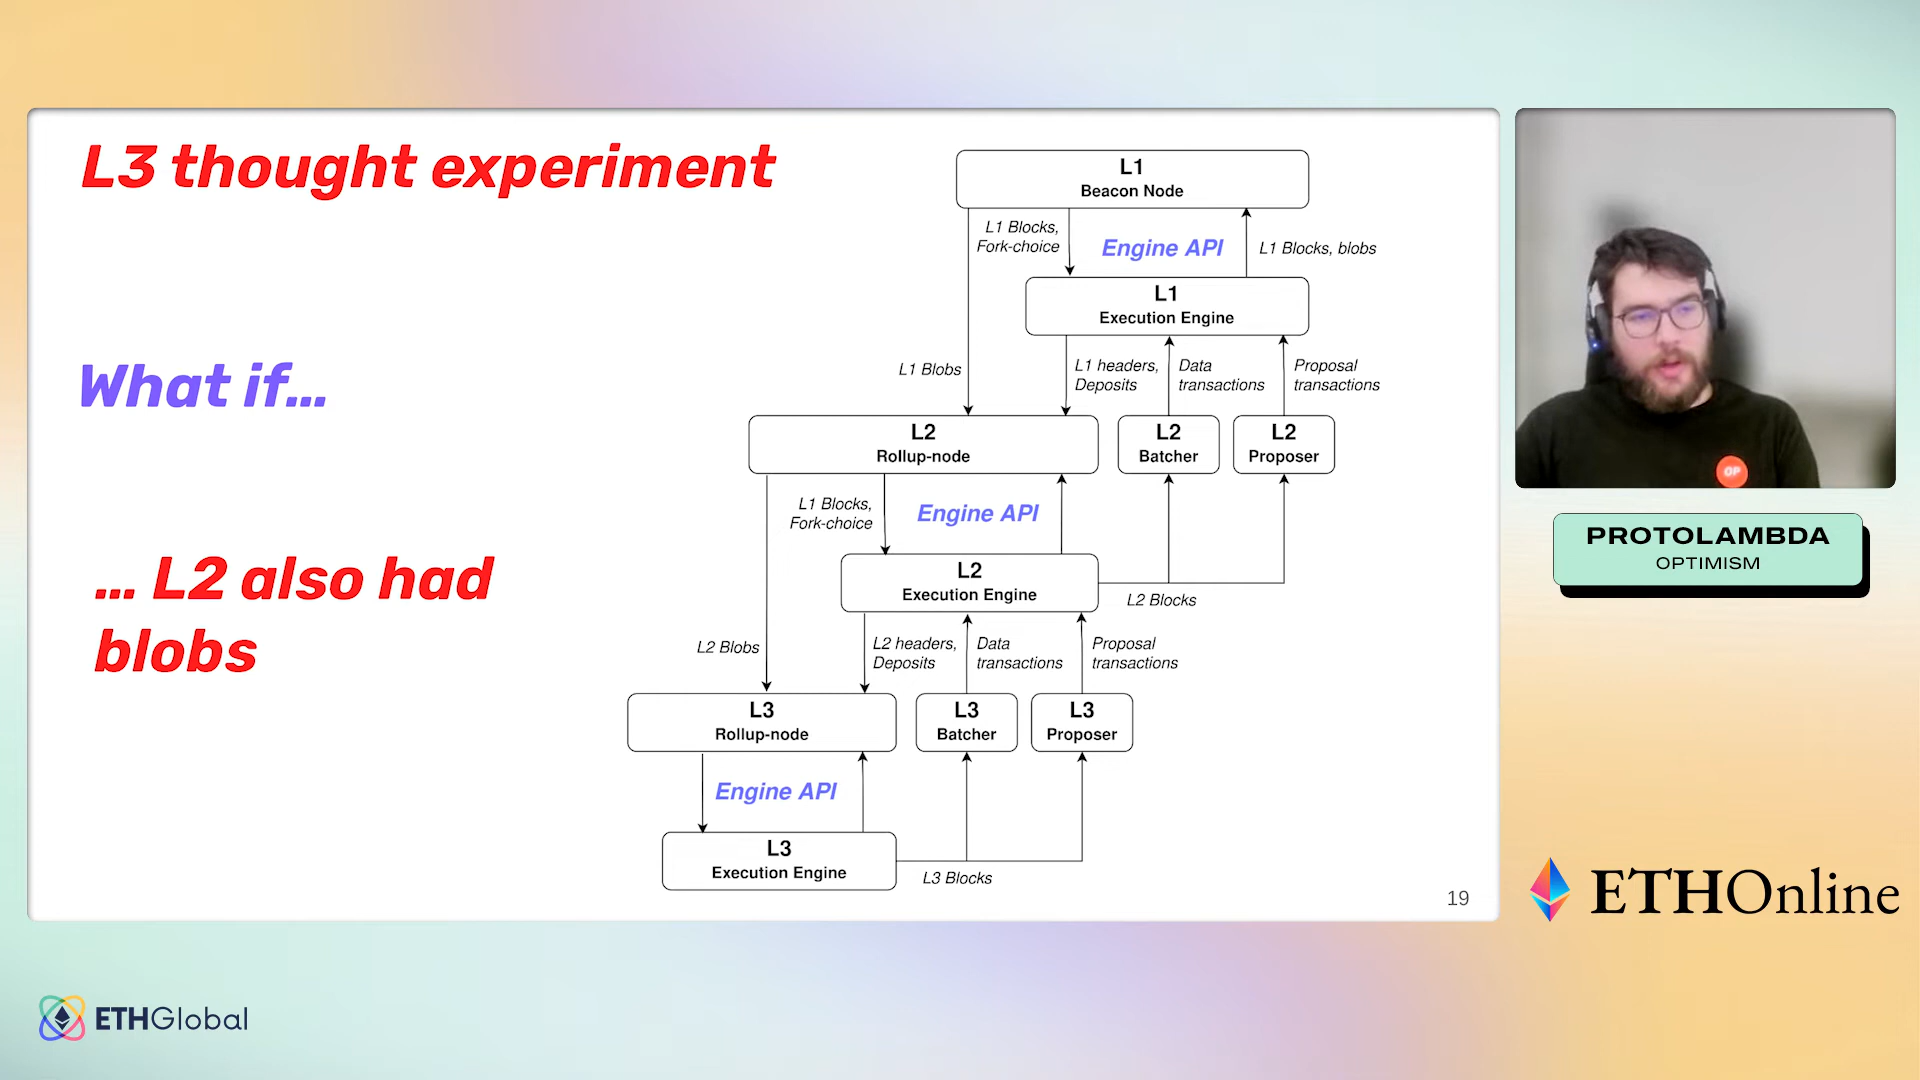 L3 thought experiment
What if...
... L2 also had
blobs
L1
Beacon Node
L1 Blocks,
Fork-choice
Engine API
L1 Blocks, blobs
L1
Execution Engine
L1 Blobs
L1 headers,
Deposits
Data
transactions
Proposal
transactions
L2
Rollup-node
L2
Batcher
L2
Proposer
L1 Blocks,
Fork-choice
Engine API
L2
Execution Engine
L2 Blocks
L2 Blobs
L2 headers,
Deposits
Data
transactions
Proposal
transactions
L3
Rollup-node
L3
Batcher
L3
Proposer
Engine API
L3
Execution Engine
L3 Blocks
19
OP
PROTOLAMBDA
OPTIMISM
ETHOnline
ETHGlobal